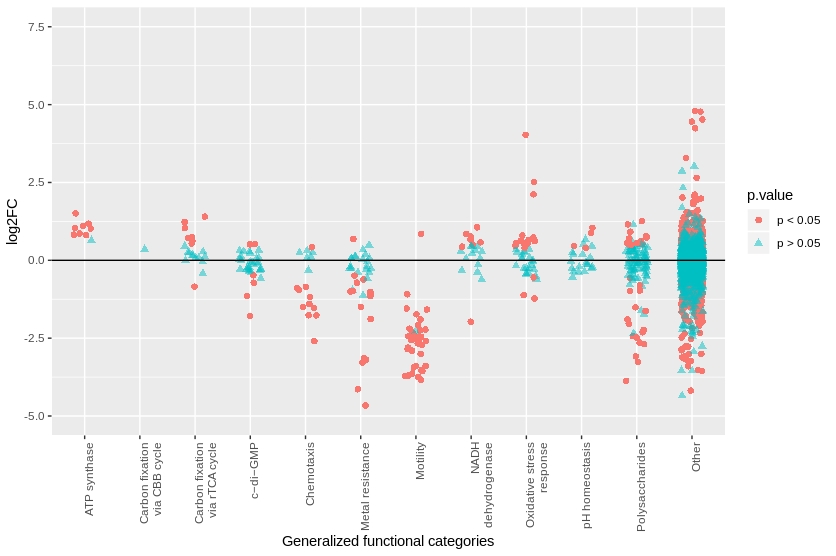 7.5
5.0
2.5
0.0
-2.5
-5.0
log2FC
ATP synthase
Carbon fixation
via CBB cycle
Carbon fixation
via rTCA cycle
c−di−GMP
Chemotaxis
Metal resistance
Motility
NADH
dehydrogenase
Oxidative stress
response
pH homeostasis
Polysaccharides
Other
Generalized functional categories
p.value
p < 0.05
p > 0.05